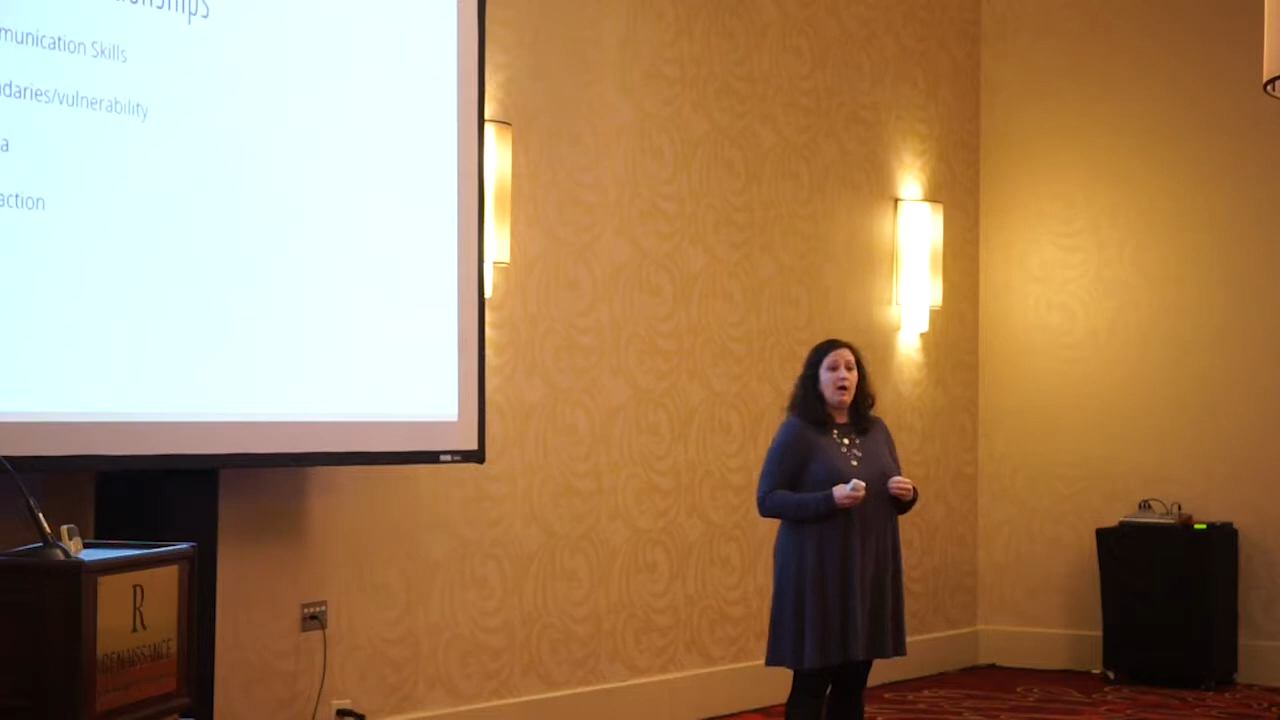 munication Skills
daries/vulnerability
a
action
R
RENAISSANCE